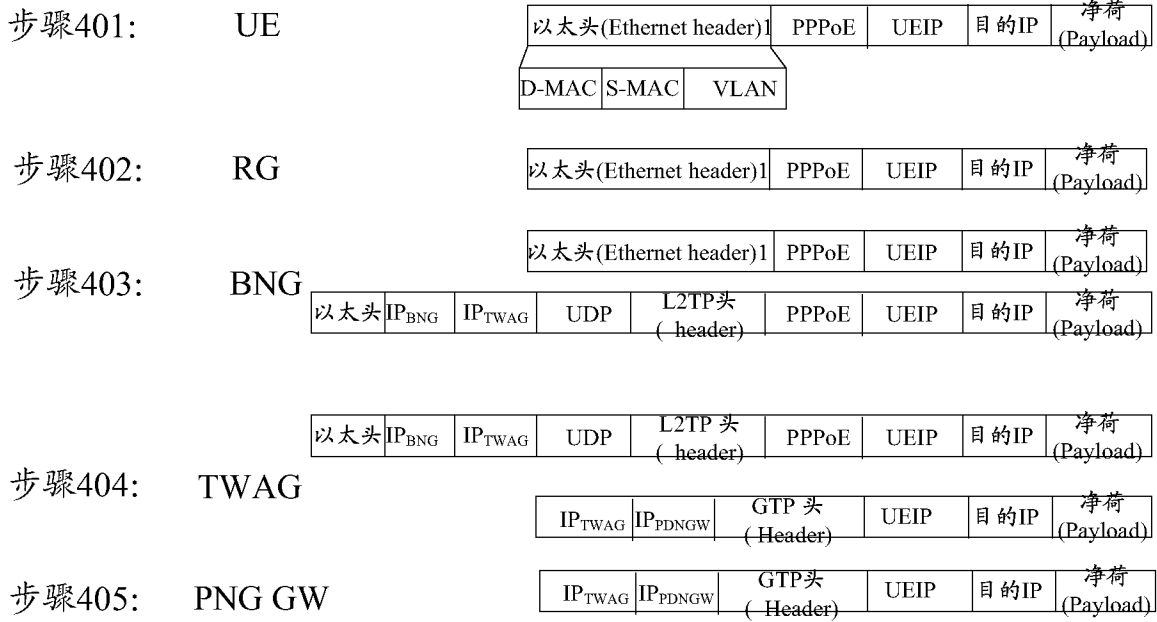 步骤401: UE 以太头(Ethernet header)1 PPPoE UEIP 目的IP 净荷(Payload)
D-MAC S-MAC VLAN
步骤402: RG 以太头(Ethernet header)1 PPPoE UEIP 目的IP 净荷(Payload)
以太头(Ethernet header)1 PPPoE UEIP 目的IP 净荷(Payload)
步骤403: BNG
以太头 IPBNG IPTWAG UDP L2TP头( header) PPPoE UEIP 目的IP 净荷(Payload)
以太头 IPBNG IPTWAG UDP L2TP 头( header) PPPoE UEIP 目的IP 净荷(Payload)
步骤404: TWAG
IPTWAG IPPDNGW GTP 头( Header) UEIP 目的IP 净荷(Payload)
步骤405: PNG GW IPTWAG IPPDNGW GTP头( Header) UEIP 目的IP 净荷(Payload)